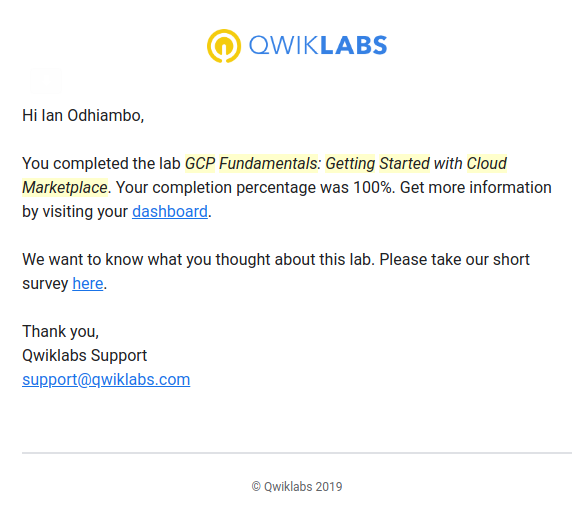 QWIKLABS
Hi Ian Odhiambo,
You completed the lab GCP Fundamentals: Getting Started with Cloud
Marketplace. Your completion percentage was 100%. Get more information
by visiting your dashboard.
We want to know what you thought about this lab. Please take our short
survey here.
Thank you,
Qwiklabs Support
support@qwiklabs.com
© Qwiklabs 2019